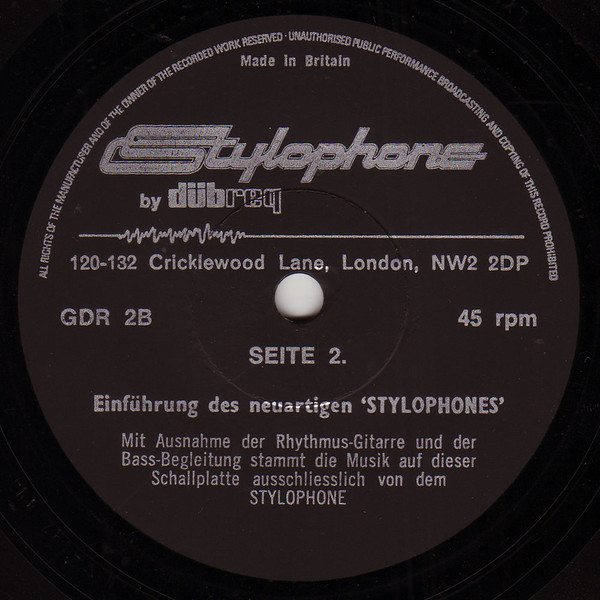 ALL RIGHTS OF THE MANUFACTURER AND OF THE OWNER OF THE RECORDED WORK RESERVED · UNAUTHORISED PUBLIC PERFORMANCE BROADCASTING AND COPYING OF THIS RECORD PROHIBITED
Made in Britain
Stylophone
by dübreq
120-132 Cricklewood Lane, London, NW2 2DP
GDR 2B
45 rpm
SEITE 2.
Einführung des neuartigen ‘STYLOPHONES’
Mit Ausnahme der Rhythmus-Gitarre und der
Bass-Begleitung stammt die Musik auf dieser
Schallplatte ausschliesslich von dem
STYLOPHONE